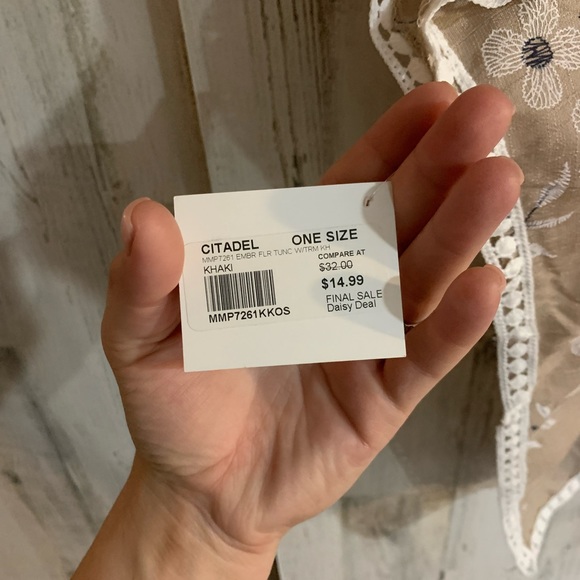 CITADEL ONE SIZE
MMP7261 EMBR FLR TUNC W/TRM KH
KHAKI
COMPARE AT
$32.00
$14.99
FINAL SALE
Daisy Deal
MMP7261KKOS